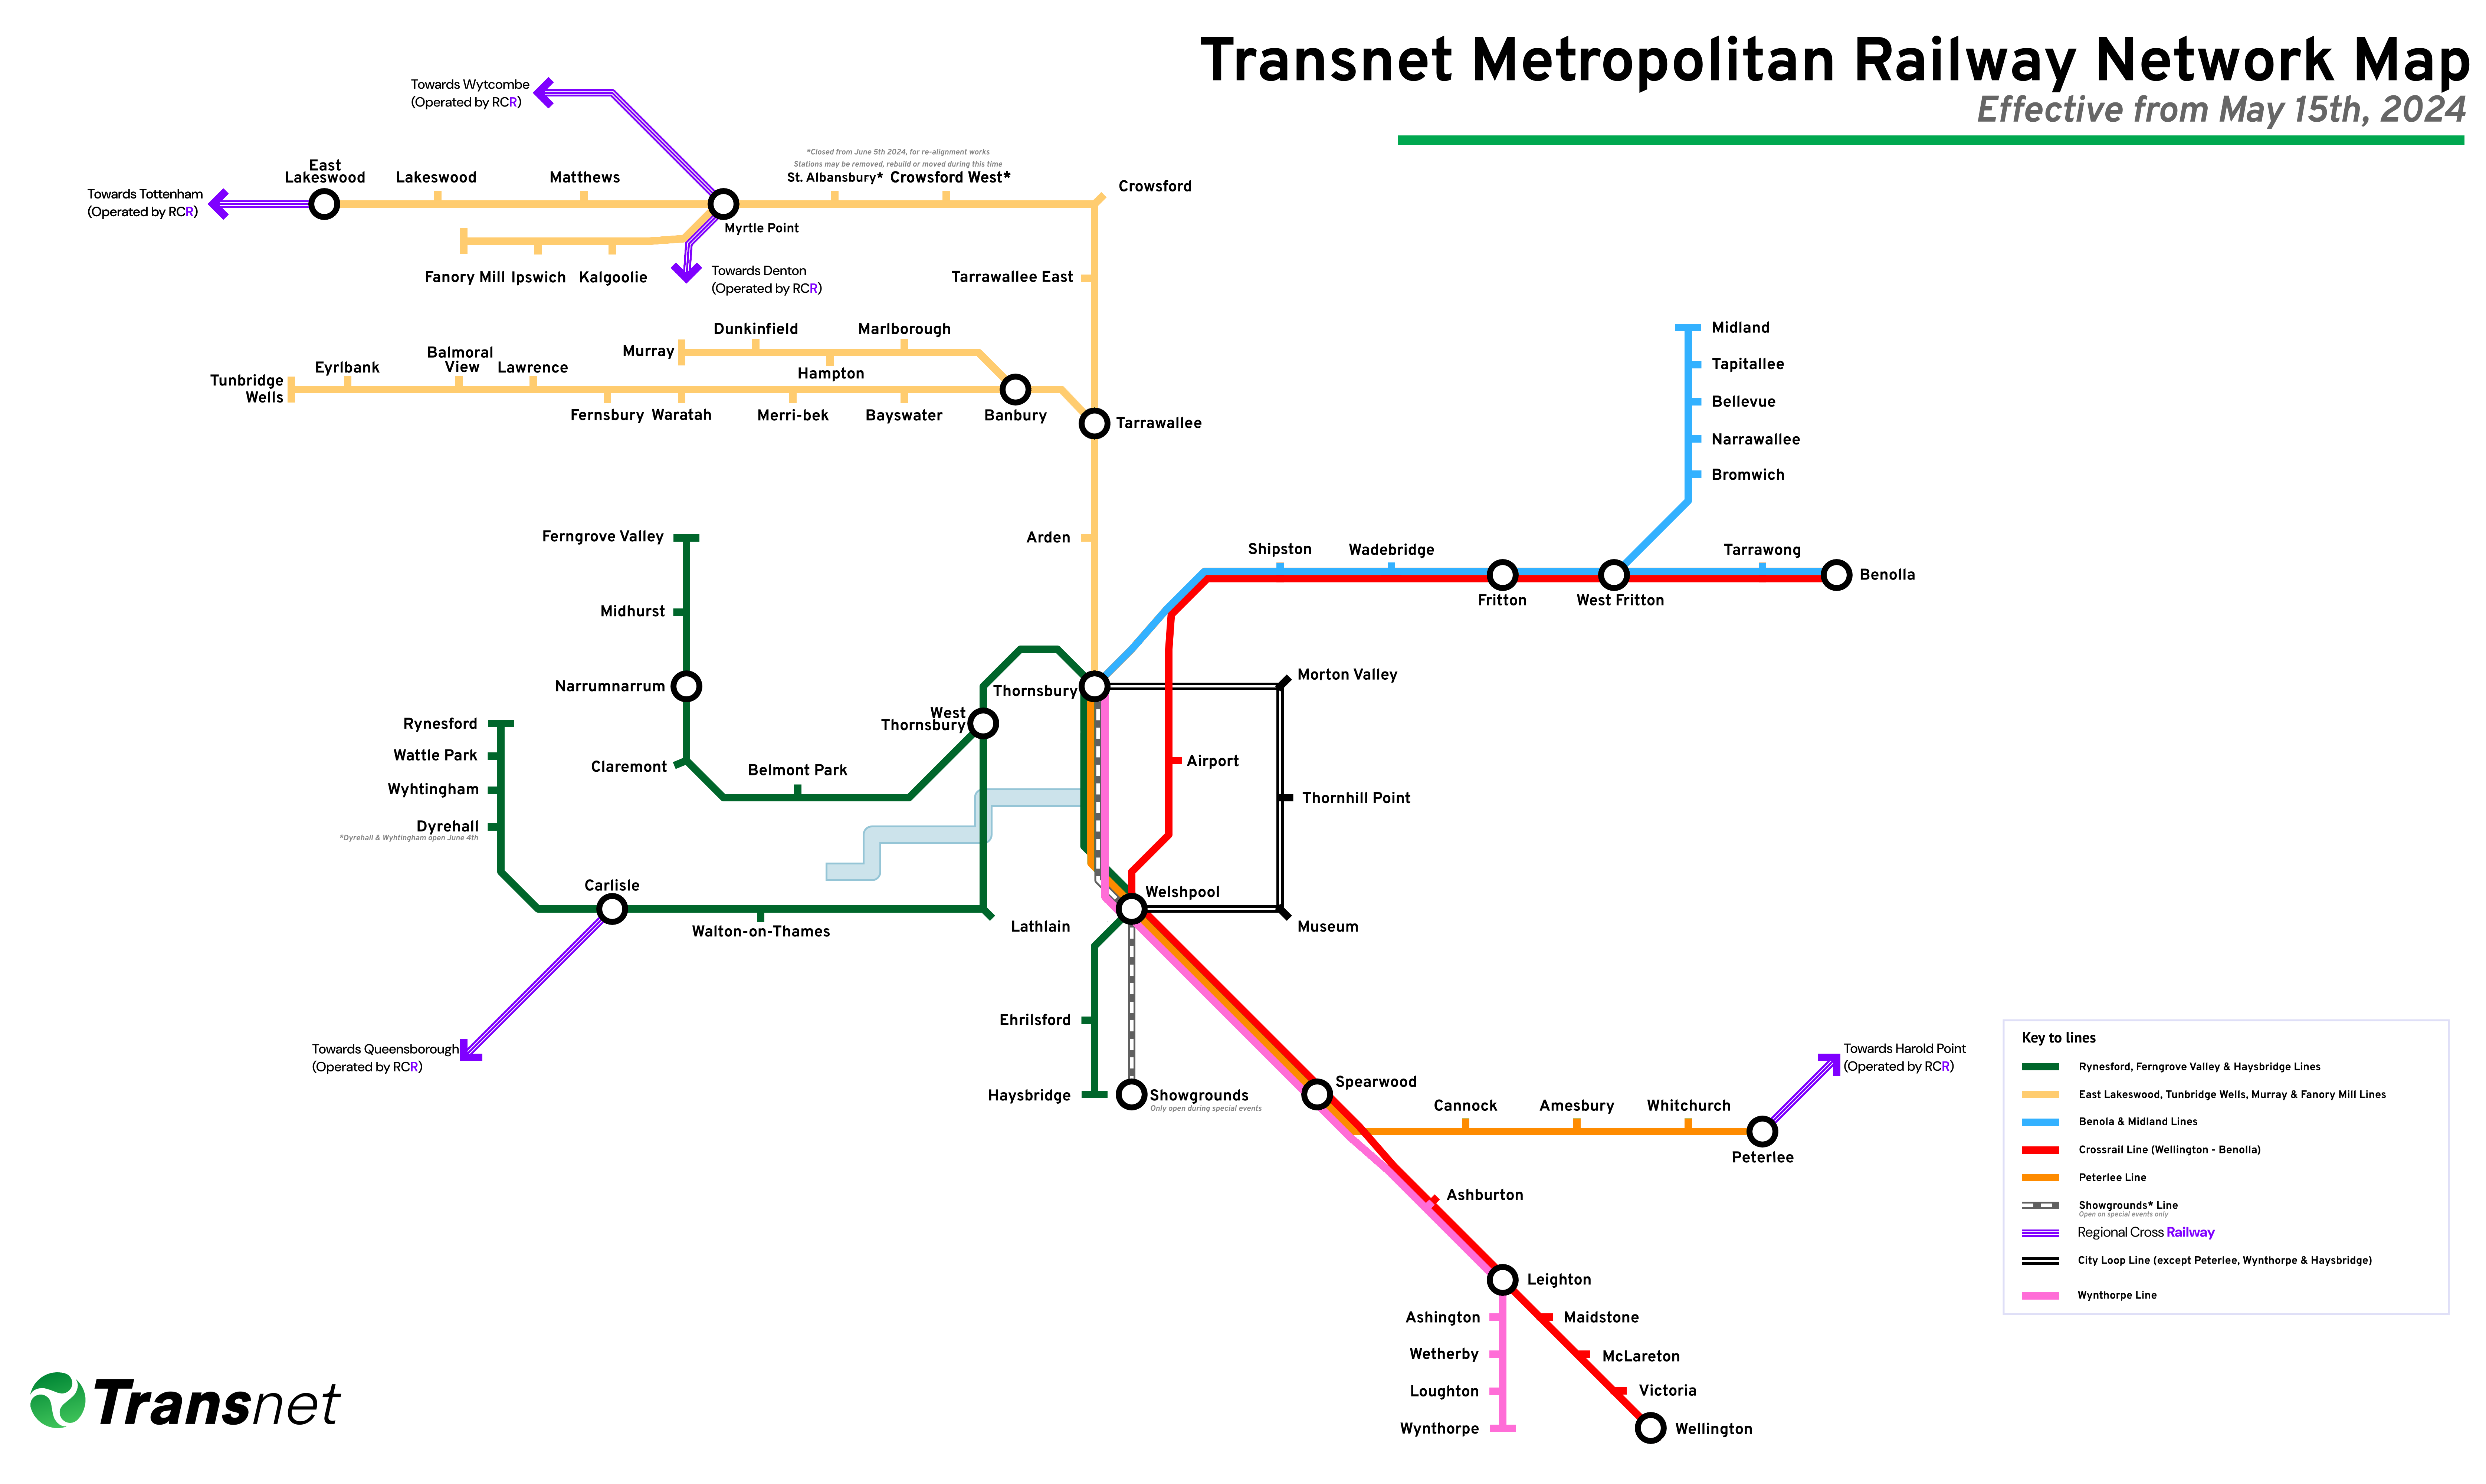 Transnet Metropolitan Railway Network Map
Effective from May 15th, 2024
Towards Wytcombe
(Operated by RCR)
*Closed from June 5th 2024, for re-alignment works
Stations may be removed, rebuild or moved during this time
East
Lakeswood
Lakeswood
Matthews
St. Albansbury*
Crowsford West*
Crowsford
Towards Tottenham
(Operated by RCR)
Myrtle Point
Fanory Mill
Ipswich
Kalgoolie
Towards Denton
(Operated by RCR)
Tarrawallee East
Dunkinfield
Marlborough
Murray
Hampton
Tunbridge
Wells
Eyrlbank
Balmoral
View
Lawrence
Fernsbury
Waratah
Merri-bek
Bayswater
Banbury
Tarrawallee
Midland
Tapitallee
Bellevue
Narrawallee
Bromwich
Ferngrove Valley
Arden
Shipston
Wadebridge
Tarrawong
Fritton
West Fritton
Benolla
Midhurst
Narrumnarrum
Thornsbury
Morton Valley
Rynesford
West
Thornsbury
Wattle Park
Claremont
Belmont Park
Airport
Wyhtingham
Thornhill Point
Dyrehall
*Dyrehall & Wyhtingham open June 4th
Carlisle
Welshpool
Walton-on-Thames
Lathlain
Museum
Ehrilsford
Towards Queensborough
(Operated by RCR)
Haysbridge
Showgrounds
Only open during special events
Spearwood
Cannock
Amesbury
Whitchurch
Towards Harold Point
(Operated by RCR)
Peterlee
Ashburton
Leighton
Ashington
Maidstone
Wetherby
McLareton
Loughton
Victoria
Wynthorpe
Wellington
Key to lines
Rynesford, Ferngrove Valley & Haysbridge Lines
East Lakeswood, Tunbridge Wells, Murray & Fanory Mill Lines
Benola & Midland Lines
Crossrail Line (Wellington - Benolla)
Peterlee Line
Showgrounds* Line
Open on special events only
Regional Cross Railway
City Loop Line (except Peterlee, Wynthorpe & Haysbridge)
Wynthorpe Line
Transnet